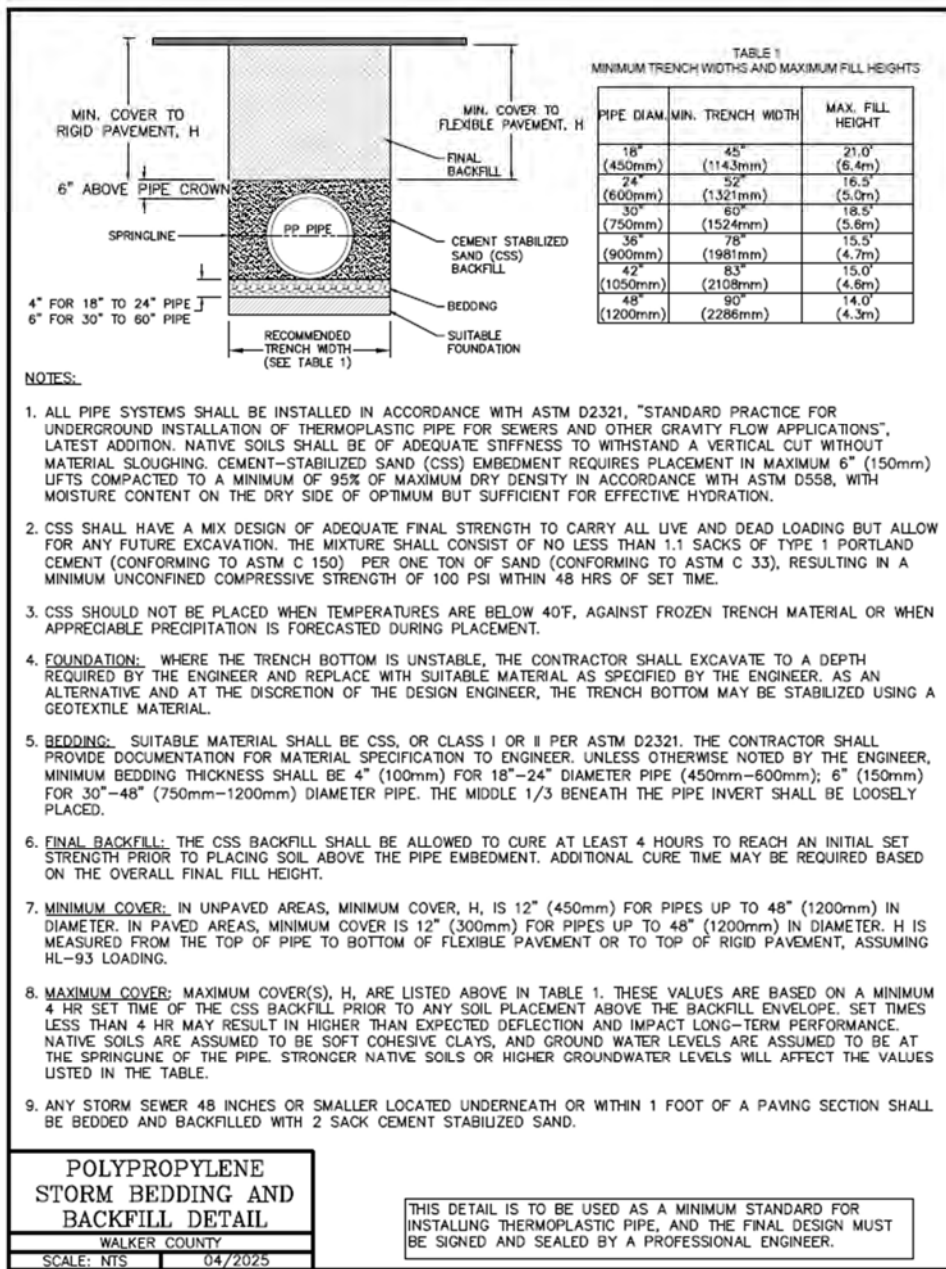 MIN. COVER TO
RIGID PAVEMENT, H
MIN. COVER TO
FLEXIBLE PAVEMENT, H
FINAL
BACKFILL
6" ABOVE PIPE CROWN
PP PIPE
SPRINGLINE
CEMENT STABILIZED
SAND (CSS)
BACKFILL
4" FOR 18" TO 24" PIPE
6" FOR 30" TO 60" PIPE
BEDDING
SUITABLE
FOUNDATION
RECOMMENDED
TRENCH WIDTH
(SEE TABLE 1)
TABLE 1
MINIMUM TRENCH WIDTHS AND MAXIMUM FILL HEIGHTS
PIPE DIAM. MIN. TRENCH WIDTH MAX. FILL HEIGHT
18" 45" 21.0'
(450mm) (1143mm) (6.4m)
24" 52" 16.5'
(600mm) (1321mm) (5.0m)
30" 60" 18.5'
(750mm) (1524mm) (5.6m)
36" 78" 15.5'
(900mm) (1981mm) (4.7m)
42" 83" 15.0'
(1050mm) (2108mm) (4.6m)
48" 90" 14.0'
(1200mm) (2286mm) (4.3m)
NOTES:
1. ALL PIPE SYSTEMS SHALL BE INSTALLED IN ACCORDANCE WITH ASTM D2321, "STANDARD PRACTICE FOR
UNDERGROUND INSTALLATION OF THERMOPLASTIC PIPE FOR SEWERS AND OTHER GRAVITY FLOW APPLICATIONS",
LATEST ADDITION. NATIVE SOILS SHALL BE OF ADEQUATE STIFFNESS TO WITHSTAND A VERTICAL CUT WITHOUT
MATERIAL SLOUGHING. CEMENT-STABILIZED SAND (CSS) EMBEDMENT REQUIRES PLACEMENT IN MAXIMUM 6" (150mm)
LIFTS COMPACTED TO A MINIMUM OF 95% OF MAXIMUM DRY DENSITY IN ACCORDANCE WITH ASTM D558, WITH
MOISTURE CONTENT ON THE DRY SIDE OF OPTIMUM BUT SUFFICIENT FOR EFFECTIVE HYDRATION.
2. CSS SHALL HAVE A MIX DESIGN OF ADEQUATE FINAL STRENGTH TO CARRY ALL LIVE AND DEAD LOADING BUT ALLOW
FOR ANY FUTURE EXCAVATION. THE MIXTURE SHALL CONSIST OF NO LESS THAN 1.1 SACKS OF TYPE 1 PORTLAND
CEMENT (CONFORMING TO ASTM C 150) PER ONE TON OF SAND (CONFORMING TO ASTM C 33), RESULTING IN A
MINIMUM UNCONFINED COMPRESSIVE STRENGTH OF 100 PSI WITHIN 48 HRS OF SET TIME.
3. CSS SHOULD NOT BE PLACED WHEN TEMPERATURES ARE BELOW 40°F, AGAINST FROZEN TRENCH MATERIAL OR WHEN
APPRECIABLE PRECIPITATION IS FORECASTED DURING PLACEMENT.
4. FOUNDATION: WHERE THE TRENCH BOTTOM IS UNSTABLE, THE CONTRACTOR SHALL EXCAVATE TO A DEPTH
REQUIRED BY THE ENGINEER AND REPLACE WITH SUITABLE MATERIAL AS SPECIFIED BY THE ENGINEER. AS AN
ALTERNATIVE AND AT THE DISCRETION OF THE DESIGN ENGINEER, THE TRENCH BOTTOM MAY BE STABILIZED USING A
GEOTEXTILE MATERIAL.
5. BEDDING: SUITABLE MATERIAL SHALL BE CSS, OR CLASS I OR II PER ASTM D2321. THE CONTRACTOR SHALL
PROVIDE DOCUMENTATION FOR MATERIAL SPECIFICATION TO ENGINEER. UNLESS OTHERWISE NOTED BY THE ENGINEER,
MINIMUM BEDDING THICKNESS SHALL BE 4" (100mm) FOR 18"-24" DIAMETER PIPE (450mm-600mm); 6" (150mm)
FOR 30"-48" (750mm-1200mm) DIAMETER PIPE. THE MIDDLE 1/3 BENEATH THE PIPE INVERT SHALL BE LOOSELY
PLACED.
6. FINAL BACKFILL: THE CSS BACKFILL SHALL BE ALLOWED TO CURE AT LEAST 4 HOURS TO REACH AN INITIAL SET
STRENGTH PRIOR TO PLACING SOIL ABOVE THE PIPE EMBEDMENT. ADDITIONAL CURE TIME MAY BE REQUIRED BASED
ON THE OVERALL FINAL FILL HEIGHT.
7. MINIMUM COVER: IN UNPAVED AREAS, MINIMUM COVER, H, IS 12" (450mm) FOR PIPES UP TO 48" (1200mm) IN
DIAMETER. IN PAVED AREAS, MINIMUM COVER IS 12" (300mm) FOR PIPES UP TO 48" (1200mm) IN DIAMETER. H IS
MEASURED FROM THE TOP OF PIPE TO BOTTOM OF FLEXIBLE PAVEMENT OR TO TOP OF RIGID PAVEMENT, ASSUMING
HL-93 LOADING.
8. MAXIMUM COVER: MAXIMUM COVER(S), H, ARE LISTED ABOVE IN TABLE 1. THESE VALUES ARE BASED ON A MINIMUM
4 HR SET TIME OF THE CSS BACKFILL PRIOR TO ANY SOIL PLACEMENT ABOVE THE BACKFILL ENVELOPE. SET TIMES
LESS THAN 4 HR MAY RESULT IN HIGHER THAN EXPECTED DEFLECTION AND IMPACT LONG-TERM PERFORMANCE.
NATIVE SOILS ARE ASSUMED TO BE SOFT COHESIVE CLAYS, AND GROUND WATER LEVELS ARE ASSUMED TO BE AT
THE SPRINGLINE OF THE PIPE. STRONGER NATIVE SOILS OR HIGHER GROUNDWATER LEVELS WILL AFFECT THE VALUES
LISTED IN THE TABLE.
9. ANY STORM SEWER 48 INCHES OR SMALLER LOCATED UNDERNEATH OR WITHIN 1 FOOT OF A PAVING SECTION SHALL
BE BEDDED AND BACKFILLED WITH 2 SACK CEMENT STABILIZED SAND.
POLYPROPYLENE
STORM BEDDING AND
BACKFILL DETAIL
WALKER COUNTY
SCALE: NTS 04/2025
THIS DETAIL IS TO BE USED AS A MINIMUM STANDARD FOR
INSTALLING THERMOPLASTIC PIPE, AND THE FINAL DESIGN MUST
BE SIGNED AND SEALED BY A PROFESSIONAL ENGINEER.